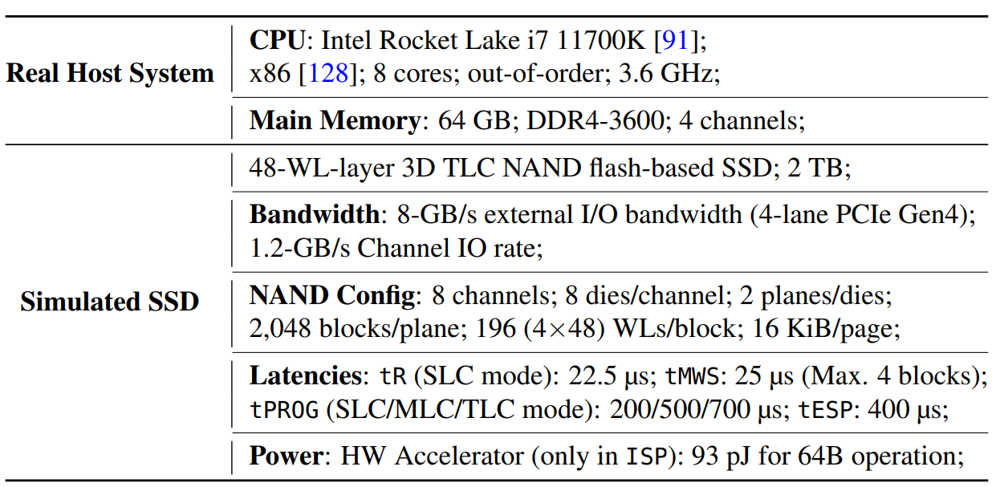 CPU: Intel Rocket Lake i7 11700K [91];
Real Host System
x86 [128]; 8 cores; out-of-order; 3.6 GHz;
Main Memory: 64 GB; DDR4-3600; 4 channels;
Simulated SSD
48-WL-layer 3D TLC NAND flash-based SSD; 2 TB;
Bandwidth: 8-GB/s external I/O bandwidth (4-lane PCIe Gen4);
1.2-GB/s Channel IO rate;
NAND Config: 8 channels; 8 dies/channel; 2 planes/dies;
2,048 blocks/plane; 196 (4×48) WLs/block; 16 KiB/page;
Latencies: tR (SLC mode): 22.5 μs; tMWS: 25 μs (Max. 4 blocks);
tPROG (SLC/MLC/TLC mode): 200/500/700 μs; tESP: 400 μs;
Power: HW Accelerator (only in ISP): 93 pJ for 64B operation;